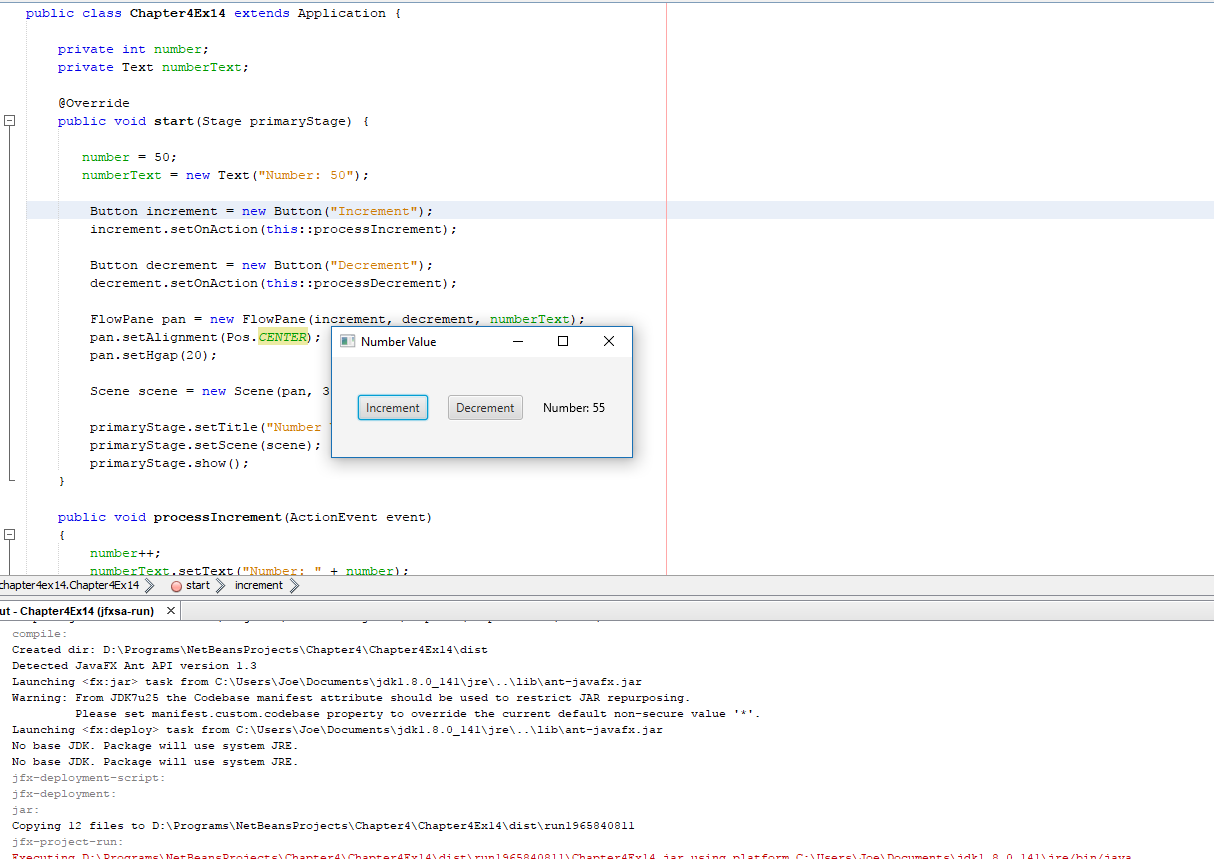 public class Chapter4Ex14 extends Application {
private int number;
private Text numberText;
@Override
public void start(Stage primaryStage) {
number = 50;
numberText = new Text("Number: 50");
Button increment = new Button("Increment");
increment.setOnAction(this::processIncrement);
Button decrement = new Button("Decrement");
decrement.setOnAction(this::processDecrement);
FlowPane pan = new FlowPane(increment, decrement, numberText);
pan.setAlignment(Pos.CENTER);
pan.setHgap(20);
Scene scene = new Scene(pan, 3
primaryStage.setTitle("Number
primaryStage.setScene(scene);
primaryStage.show();
}
Number Value
Increment Decrement Number: 55
public void processIncrement(ActionEvent event)
{
number++;
numberText.setText("Number: " + number);
chapter4ex14.Chapter4Ex14 start increment
ut - Chapter4Ex14 (jfxsa-run)
compile:
Created dir: D:\Programs\NetBeansProjects\Chapter4\Chapter4Ex14\dist
Detected JavaFX Ant API version 1.3
Launching <fx:jar> task from C:\Users\Joe\Documents\jdk1.8.0_141\jre\..\lib\ant-javafx.jar
Warning: From JDK7u25 the Codebase manifest attribute should be used to restrict JAR repurposing.
Please set manifest.custom.codebase property to override the current default non-secure value '*'.
Launching <fx:deploy> task from C:\Users\Joe\Documents\jdk1.8.0_141\jre\..\lib\ant-javafx.jar
No base JDK. Package will use system JRE.
No base JDK. Package will use system JRE.
jfx-deployment-script:
jfx-deployment:
jar:
Copying 12 files to D:\Programs\NetBeansProjects\Chapter4\Chapter4Ex14\dist\run1965840811
jfx-project-run:
Executing D:\Programs\NetBeansProjects\Chapter4\Chapter4Ex14\dist\run1965840811\Chapter4Ex14.jar using platform C:\Users\Joe\Documents\jdk1.8.0_141\jre/bin/java